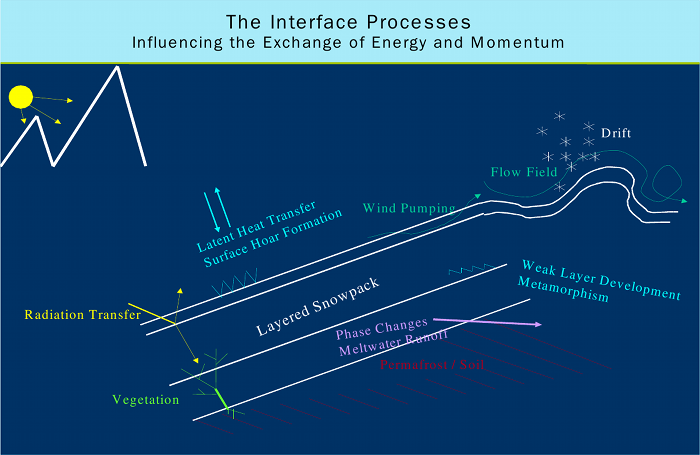 The Interface Processes
Influencing the Exchange of Energy and Momentum
Drift
Flow Field
Wind Pumping
Latent Heat Transfer
Surface Hoar Formation
Weak Layer Development
Metamorphism
Layered Snowpack
Radiation Transfer
Phase Changes
Meltwater Runoff
Permafrost / Soil
Vegetation